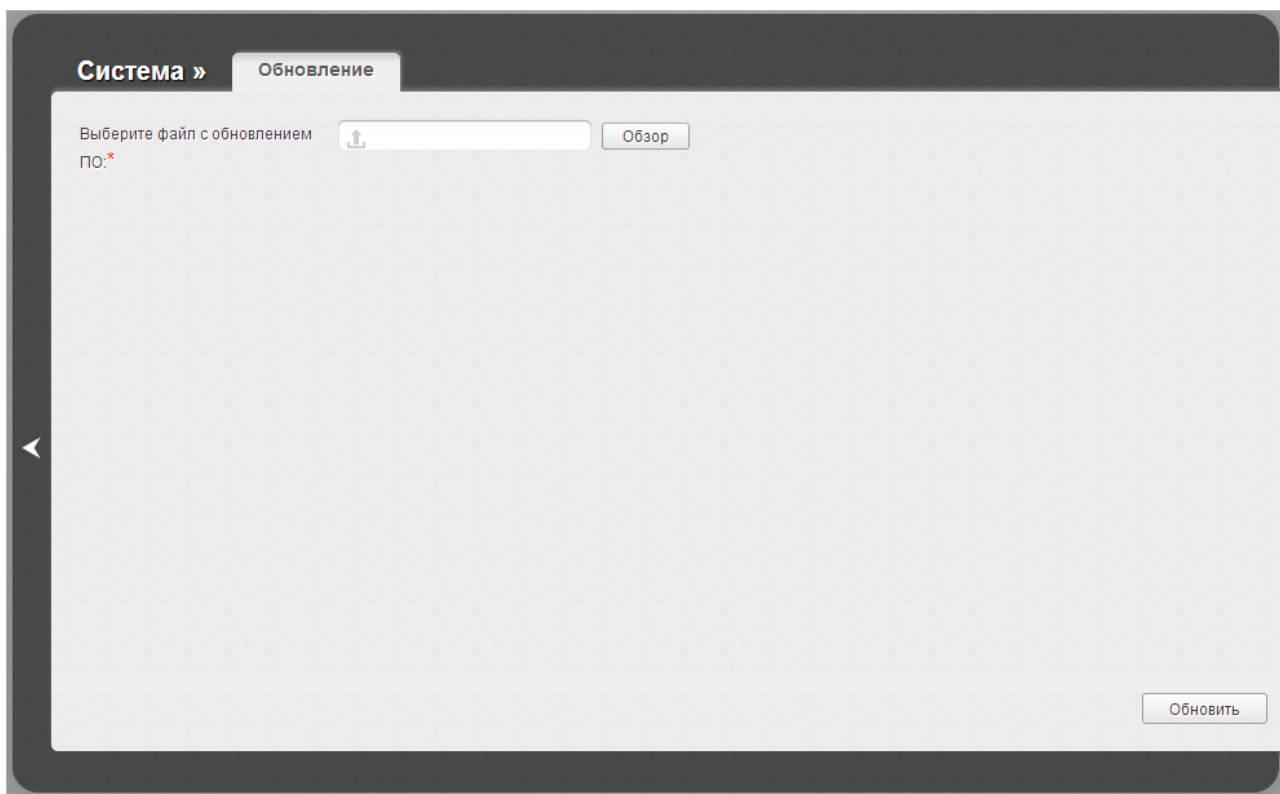 Система »
Обновление
Выберите файл с обновлением
ПО:*
Обзор
Обновить